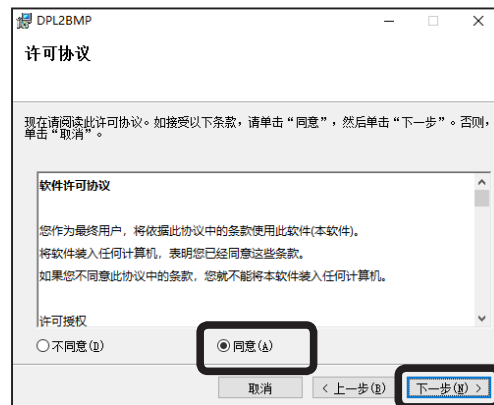 DPL2BMP
许可协议
现在请阅读此许可协议。如接受以下条款，请单击“同意”，然后单击“下一步”。否则，
单击“取消”。
软件许可协议
您作为最终用户，将依据此协议中的条款使用此软件(本软件)。
将软件装入任何计算机，表明您已经同意这些条款。
如果您不同意此协议中的条款，您就不能将本软件装入任何计算机。
许可授权
不同意(D)
同意(A)
取消
< 上一步(B)
下一步(N) >